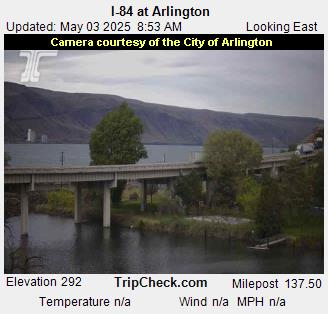 I-84 at Arlington
Updated: May 03 2025 8:53 AM Looking East
Camera courtesy of the City of Arlington
Elevation 292 TripCheck.com Milepost 137.50
Temperature n/a Wind n/a MPH n/a